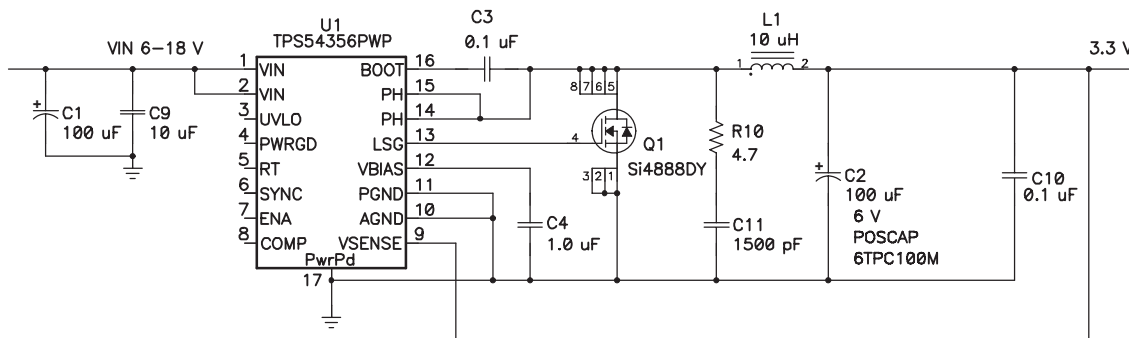 VIN 6-18 V
U1
TPS54356PWP
C3
0.1 uF
L1
10 uH
3.3 V
1 VIN
2 VIN
3 UVLO
4 PWRGD
5 RT
6 SYNC
7 ENA
8 COMP
BOOT 16
PH 15
PH 14
LSG 13
VBIAS 12
PGND 11
AGND 10
VSENSE 9
PwrPd
17
+
C1
100 uF
C9
10 uF
8 7 6 5
4
3 2 1
Q1
Si4888DY
C4
1.0 uF
R10
4.7
C11
1500 pF
1 2
+
C2
100 uF
6 V
POSCAP
6TPC100M
C10
0.1 uF